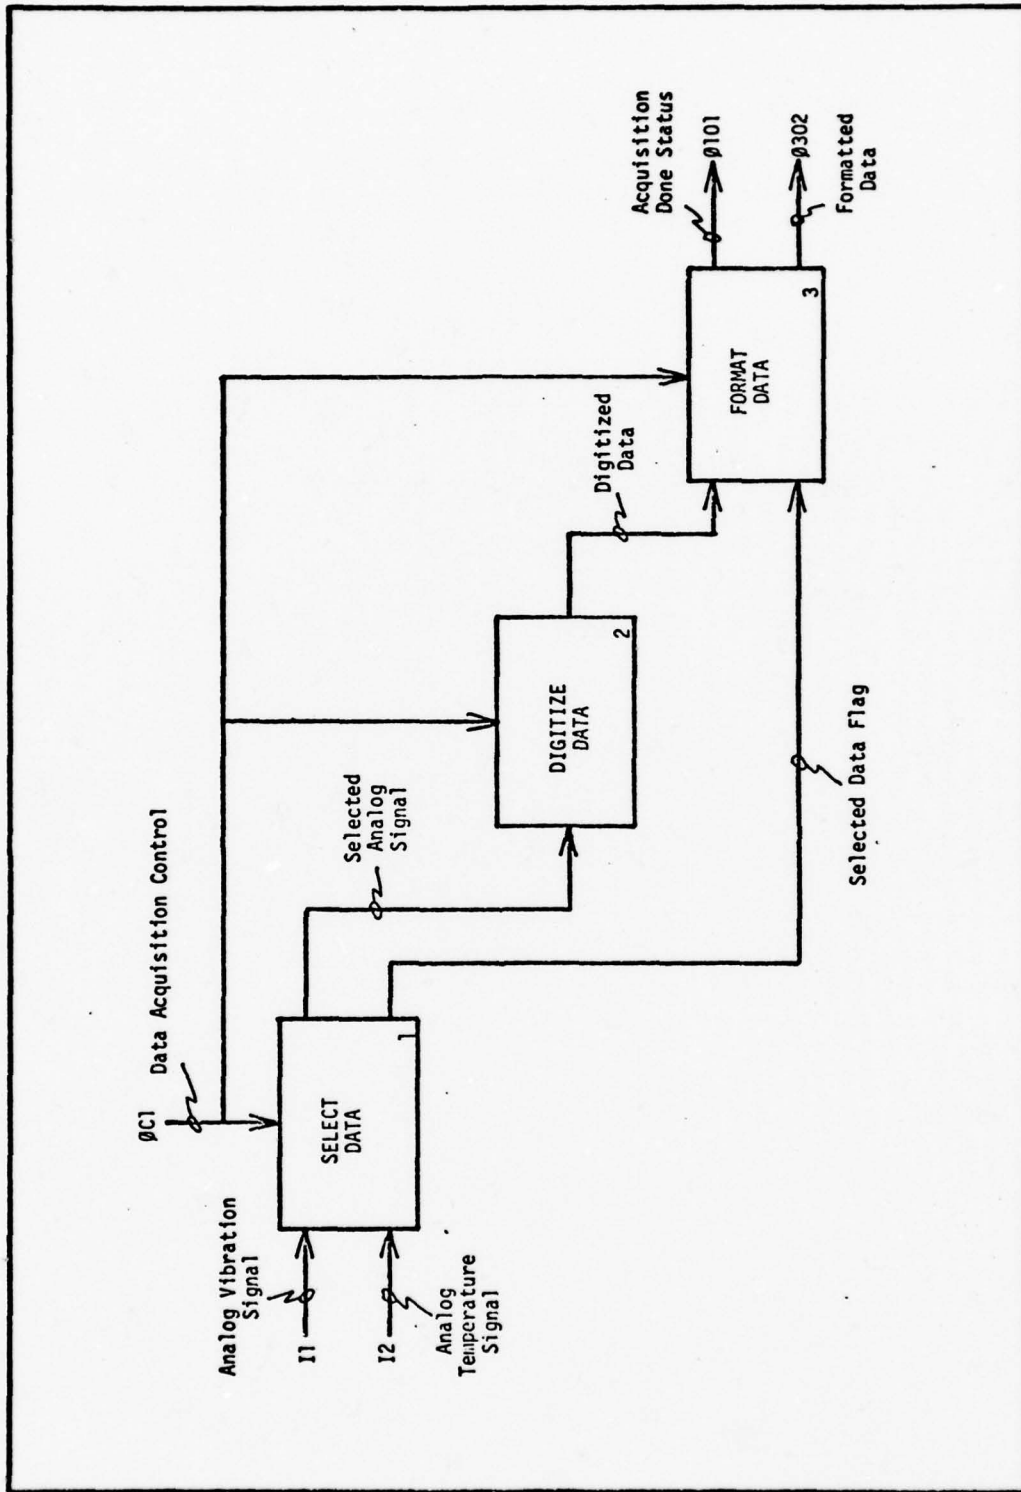 ØC1
Data Acquisition Control
Analog Vibration
Signal
I1
I2
Analog
Temperature
Signal
SELECT
DATA
1
Selected
Analog
Signal
DIGITIZE
DATA
2
Digitized
Data
Selected Data Flag
FORMAT
DATA
3
Acquisition
Done Status
Ø1O1
Ø3O2
Formatted
Data